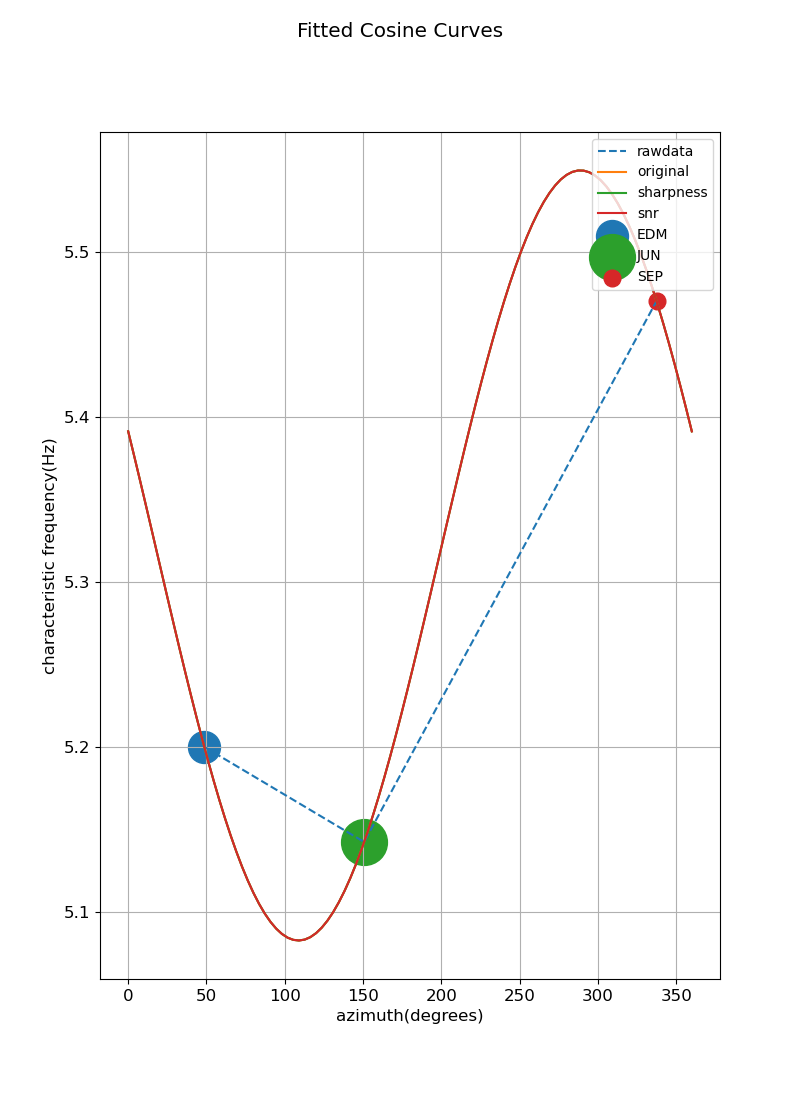 Fitted Cosine Curves
rawdata
original
sharpness
snr
EDM
JUN
SEP
5.5
5.4
5.3
5.2
5.1
characteristic frequency(Hz)
0 50 100 150 200 250 300 350
azimuth(degrees)